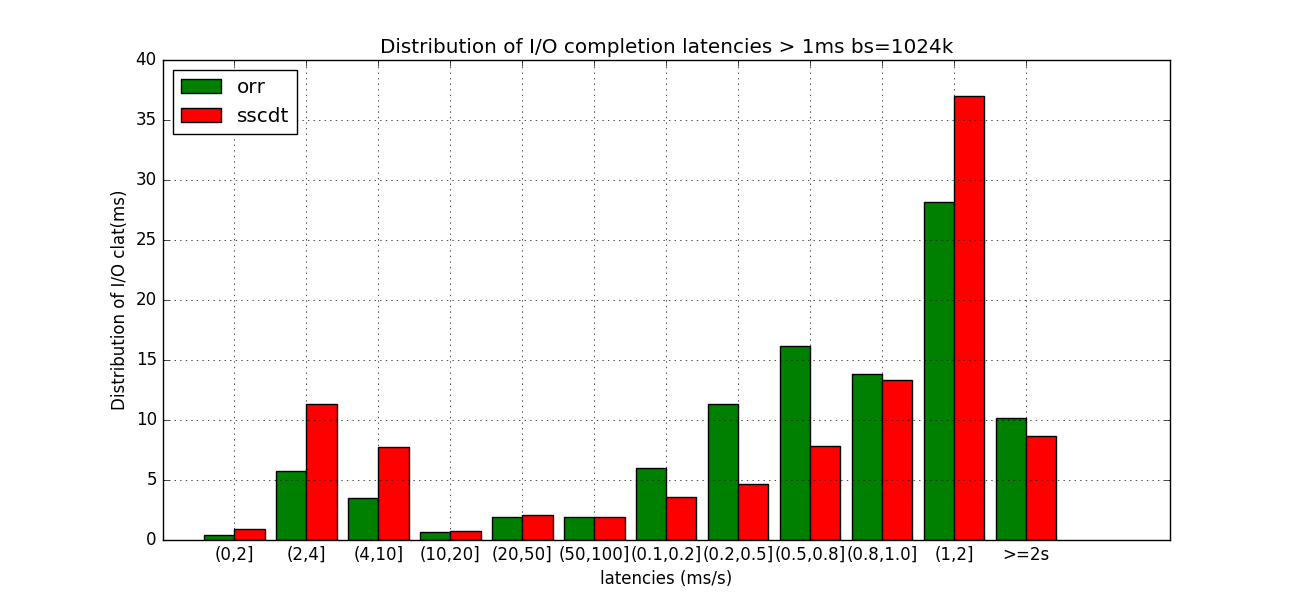 Distribution of I/O completion latencies > 1ms bs=1024k
orr
sscdt
Distribution of I/O clat(ms)
40
35
30
25
20
15
10
5
0
(0,2] (2,4] (4,10] (10,20] (20,50] (50,100] (0.1,0.2] (0.2,0.5] (0.5,0.8] (0.8,1.0] (1,2] >=2s
latencies (ms/s)